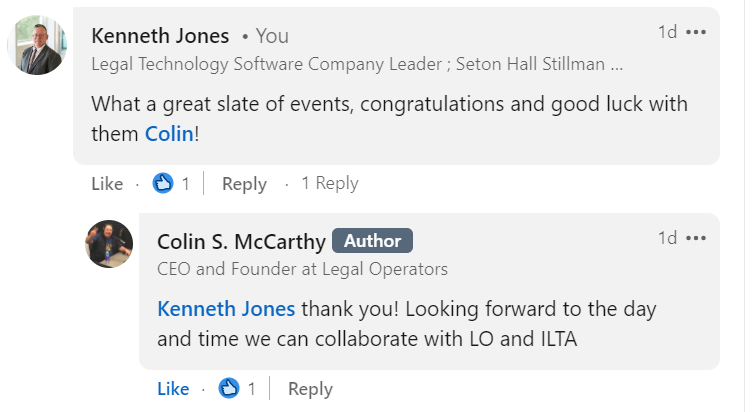 Kenneth Jones • You 1d •••
Legal Technology Software Company Leader ; Seton Hall Stillman ...
What a great slate of events, congratulations and good luck with
them Colin!
Like · 1 Reply · 1 Reply
Colin S. McCarthy Author 1d •••
CEO and Founder at Legal Operators
Kenneth Jones thank you! Looking forward to the day
and time we can collaborate with LO and ILTA
Like · 1 Reply